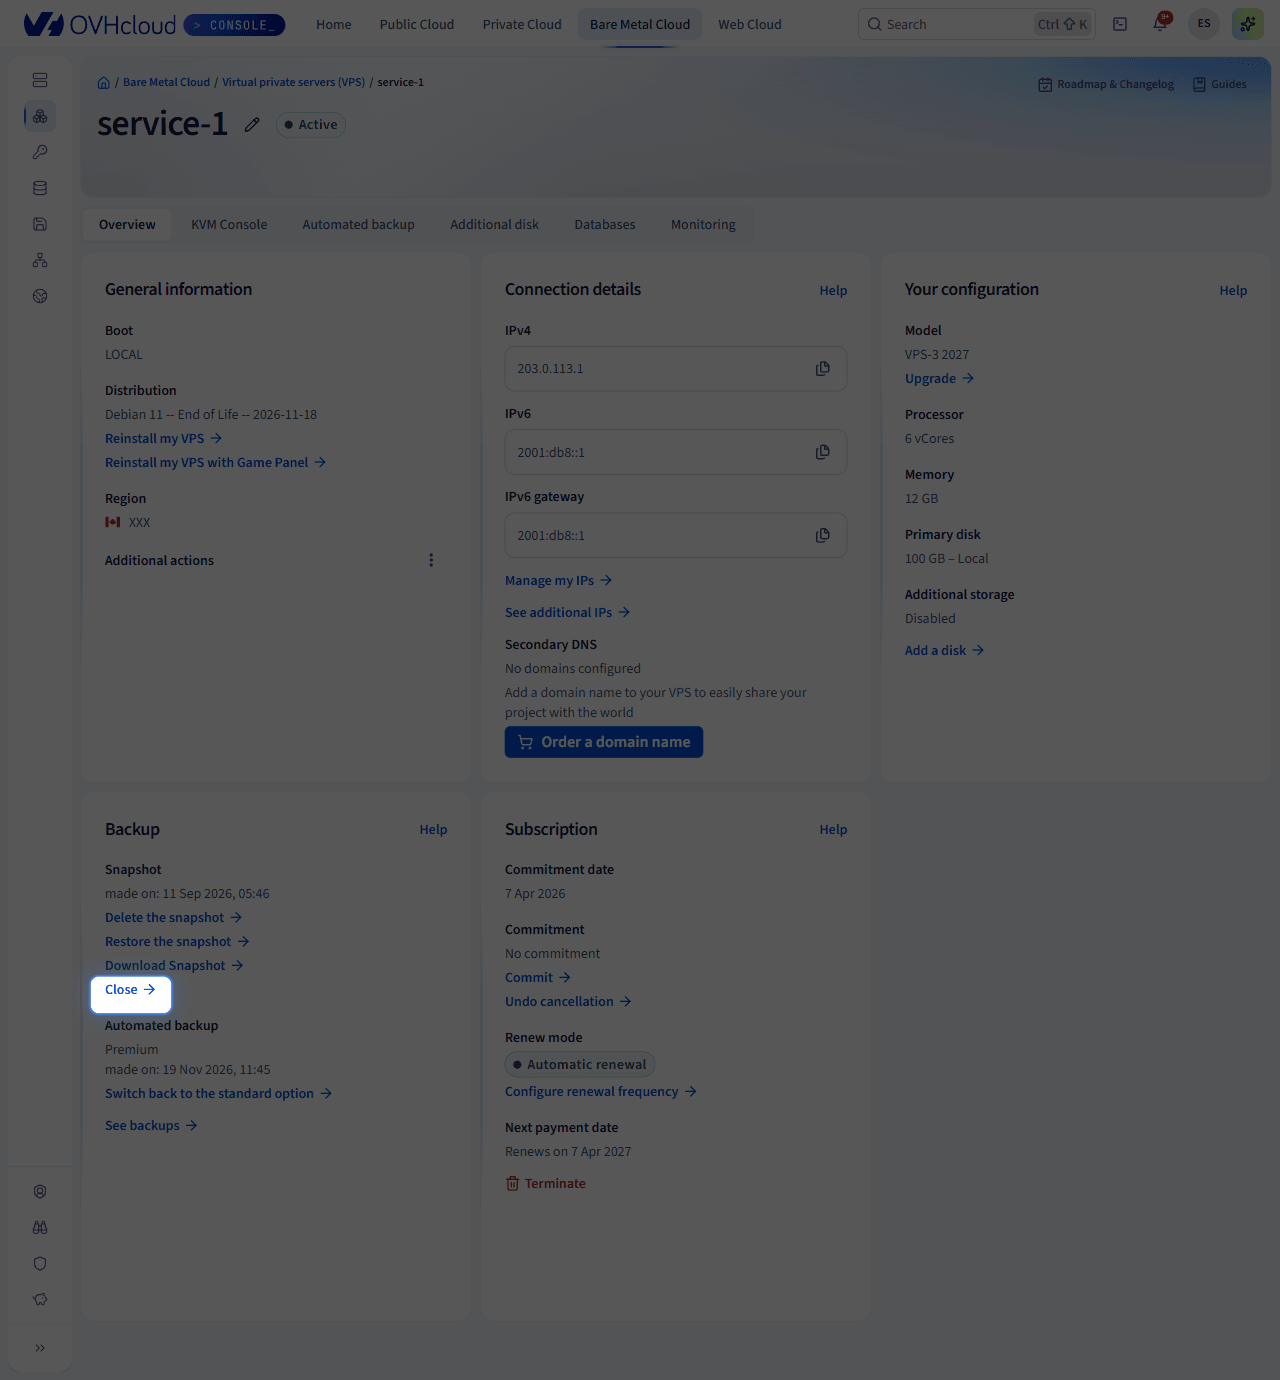 OVHcloud > CONSOLE_
Home
Public Cloud
Private Cloud
Bare Metal Cloud
Web Cloud
Search
Ctrl ⇧ K
9+
ES
/ Bare Metal Cloud / Virtual private servers (VPS) / service-1
Roadmap & Changelog
Guides
service-1
Active
Overview
KVM Console
Automated backup
Additional disk
Databases
Monitoring
General information
Boot
LOCAL
Distribution
Debian 11 -- End of Life -- 2026-11-18
Reinstall my VPS
Reinstall my VPS with Game Panel
Region
XXX
Additional actions
Connection details
Help
IPv4
203.0.113.1
IPv6
2001:db8::1
IPv6 gateway
2001:db8::1
Manage my IPs
See additional IPs
Secondary DNS
No domains configured
Add a domain name to your VPS to easily share your
project with the world
Order a domain name
Your configuration
Help
Model
VPS-3 2027
Upgrade
Processor
6 vCores
Memory
12 GB
Primary disk
100 GB – Local
Additional storage
Disabled
Add a disk
Backup
Help
Snapshot
made on: 11 Sep 2026, 05:46
Delete the snapshot
Restore the snapshot
Download Snapshot
Close
Automated backup
Premium
made on: 19 Nov 2026, 11:45
Switch back to the standard option
See backups
Subscription
Help
Commitment date
7 Apr 2026
Commitment
No commitment
Commit
Undo cancellation
Renew mode
Automatic renewal
Configure renewal frequency
Next payment date
Renews on 7 Apr 2027
Terminate